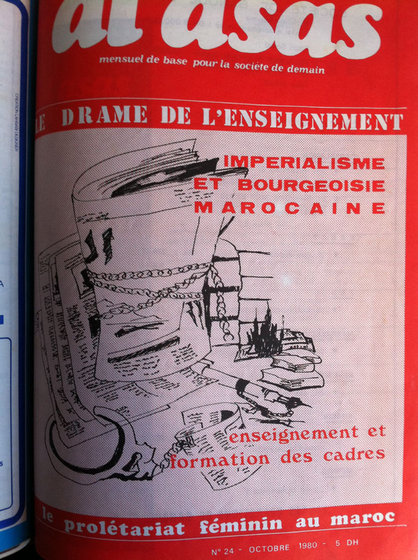 al asas
mensuel de base pour la société de demain
LE DRAME DE L'ENSEIGNEMENT
IMPERIALISME
ET BOURGEOISIE
MAROCAINE
enseignement et
formation des cadres
le prolétariat féminin au maroc
N° 24 - OCTOBRE 1980 - 5 DH